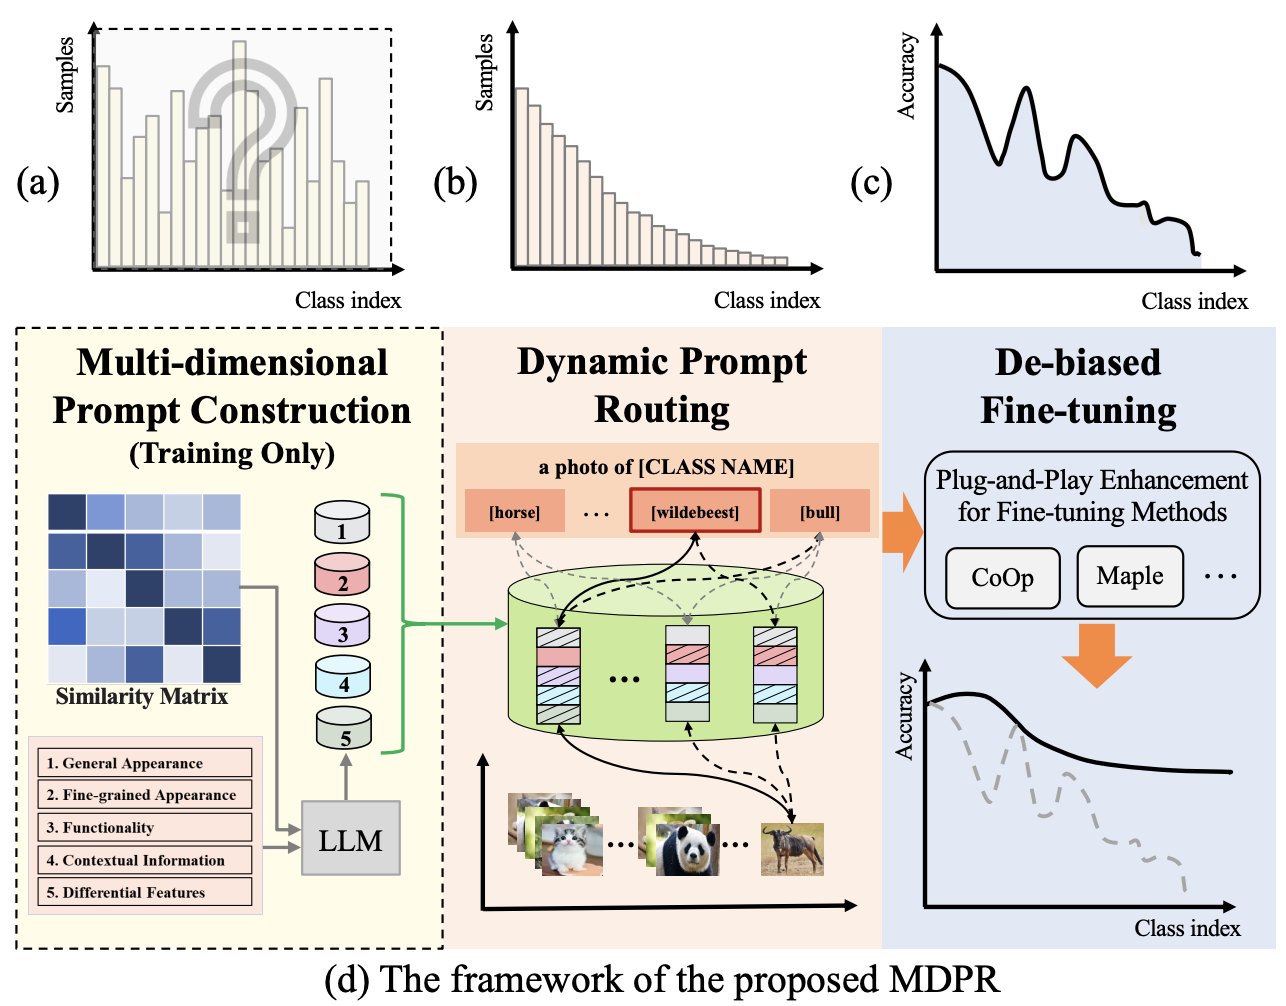 (a)
Samples
?
Class index
(b)
Samples
Class index
(c)
Accuracy
Class index
Multi-dimensional
Prompt Construction
(Training Only)
Similarity Matrix
1
2
3
4
5
1. General Appearance
2. Fine-grained Appearance
3. Functionality
4. Contextual Information
5. Differential Features
LLM
Dynamic Prompt
Routing
a photo of [CLASS NAME]
[horse]
...
[wildebeest]
[bull]
...
... ...
De-biased
Fine-tuning
Plug-and-Play Enhancement
for Fine-tuning Methods
CoOp
Maple
...
Accuracy
Class index
(d) The framework of the proposed MDPR